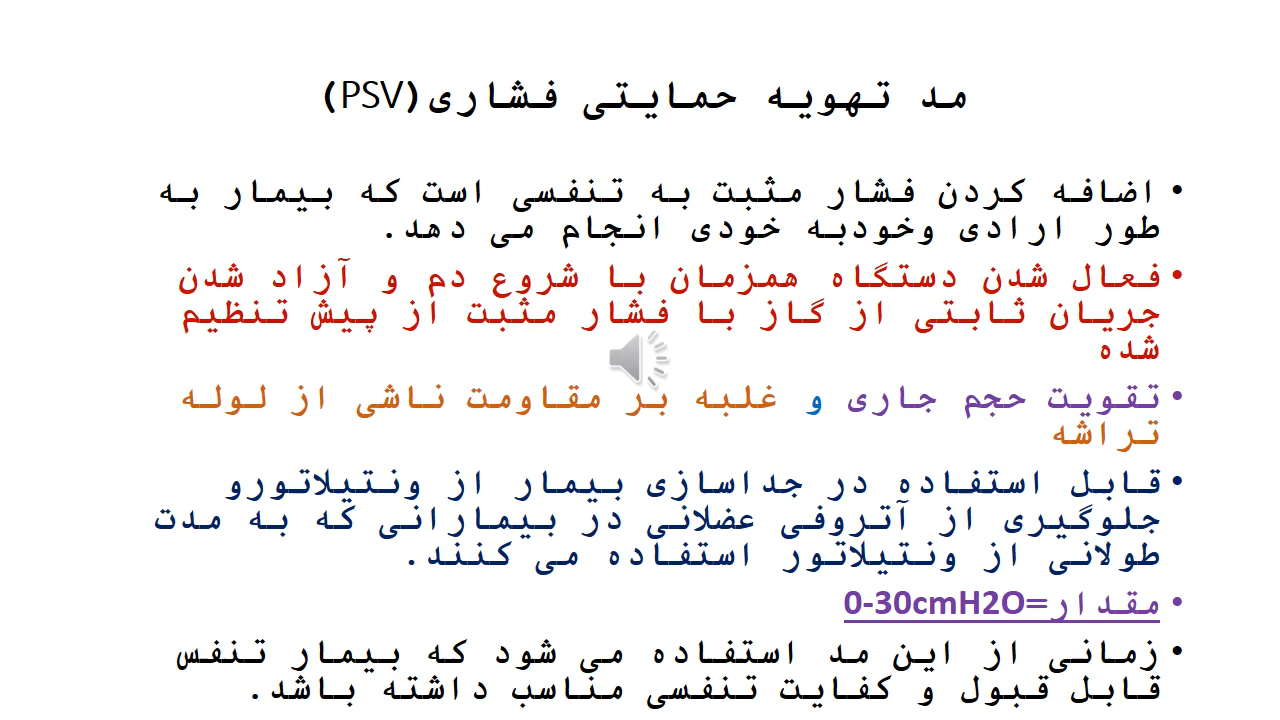 مد تهویه حمایتی فشاری(PSV)
• اضافه کردن فشار مثبت به تنفسی است که بیمار به
طور ارادی وخودبه خودی انجام می دهد.
• فعال شدن دستگاه همزمان با شروع دم و آزاد شدن
جریان ثابتی از گاز با فشار مثبت از پیش تنظیم
شده
• تقویت حجم جاری و غلبه بر مقاومت ناشی از لوله
تراشه
• قابل استفاده در جداسازی بیمار از ونتیلاتورو
جلوگیری از آتروفی عضلانی در بیمارانی که به مدت
طولانی از ونتیلاتور استفاده می کنند.
• مقدار=0-30cmH2O
• زمانی از این مد استفاده می شود که بیمار تنفس
قابل قبول و کفایت تنفسی مناسب داشته باشد.